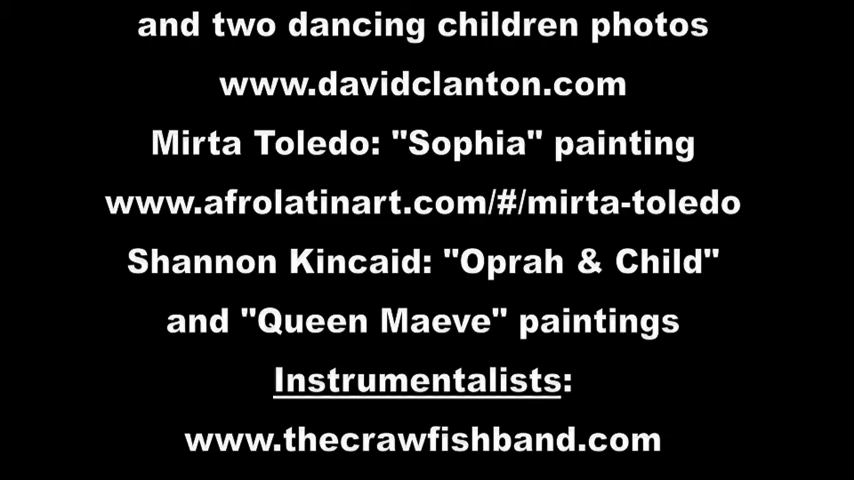 and two dancing children photos
www.davidclanton.com
Mirta Toledo: "Sophia" painting
www.afrolatinart.com/#/mirta-toledo
Shannon Kincaid: "Oprah & Child"
and "Queen Maeve" paintings
Instrumentalists:
www.thecrawfishband.com